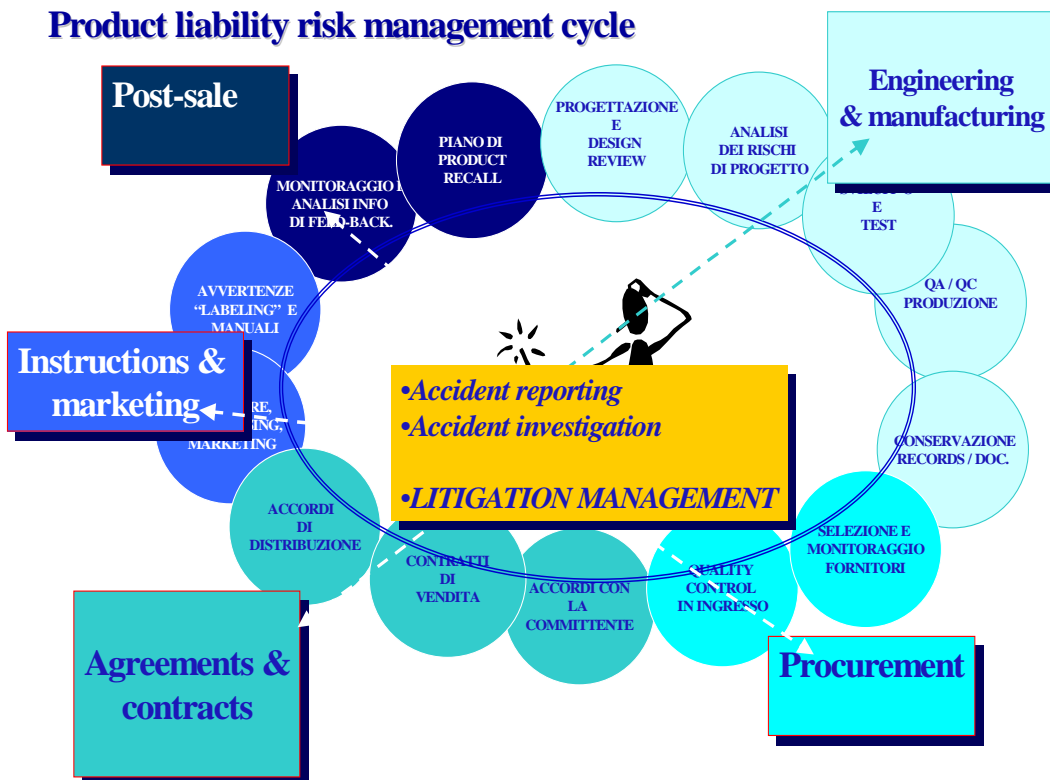 Product liability risk management cycle
Post-sale
Engineering
& manufacturing
PIANO DI
PRODUCT
RECALL
PROGETTAZIONE
E
DESIGN
REVIEW
ANALISI
DEI RISCHI
DI PROGETTO
E
TEST
MONITORAGGIO
ANALISI INFO
DI FEED-BACK.
QA / QC
PRODUZIONE
AVVERTENZE
“LABELING” E
MANUALI
Instructions &
marketing
MARKETING
•Accident reporting
•Accident investigation
•LITIGATION MANAGEMENT
CONSERVAZIONE
RECORDS / DOC.
ACCORDI
DI
DISTRIBUZIONE
CONTRATTI
DI
VENDITA
ACCORDI CON
LA
COMMITTENTE
QUALITY
CONTROL
IN INGRESSO
SELEZIONE E
MONITORAGGIO
FORNITORI
Agreements &
contracts
Procurement